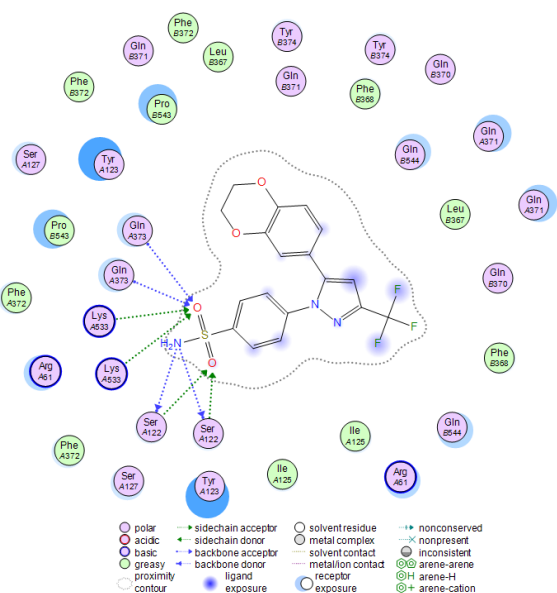 Phe
B372
Gln
B371
Leu
B367
Tyr
B374
Tyr
B374
Gln
B371
Gln
B370
Phe
B372
Pro
B543
Phe
B368
Ser
A127
Tyr
A123
Gln
B544
Gln
A371
Gln
A371
Pro
B543
Gln
A373
Leu
B367
Gln
A373
Gln
B370
Phe
A372
Lys
A533
Phe
B368
Arg
A61
Lys
A533
Ser
A122
Ser
A122
Gln
B544
Phe
A372
Ile
A125
Ser
A127
Tyr
A123
Ile
A125
Arg
A61
O
O
O
H₂N
S
O
N
N
F
F
F
polar
acidic
basic
greasy
proximity
contour
sidechain acceptor
sidechain donor
backbone acceptor
backbone donor
ligand
exposure
solvent residue
metal complex
solvent contact
metal/ion contact
receptor
exposure
nonconserved
nonpresent
inconsistent
arene-arene
H arene-H
+ arene-cation